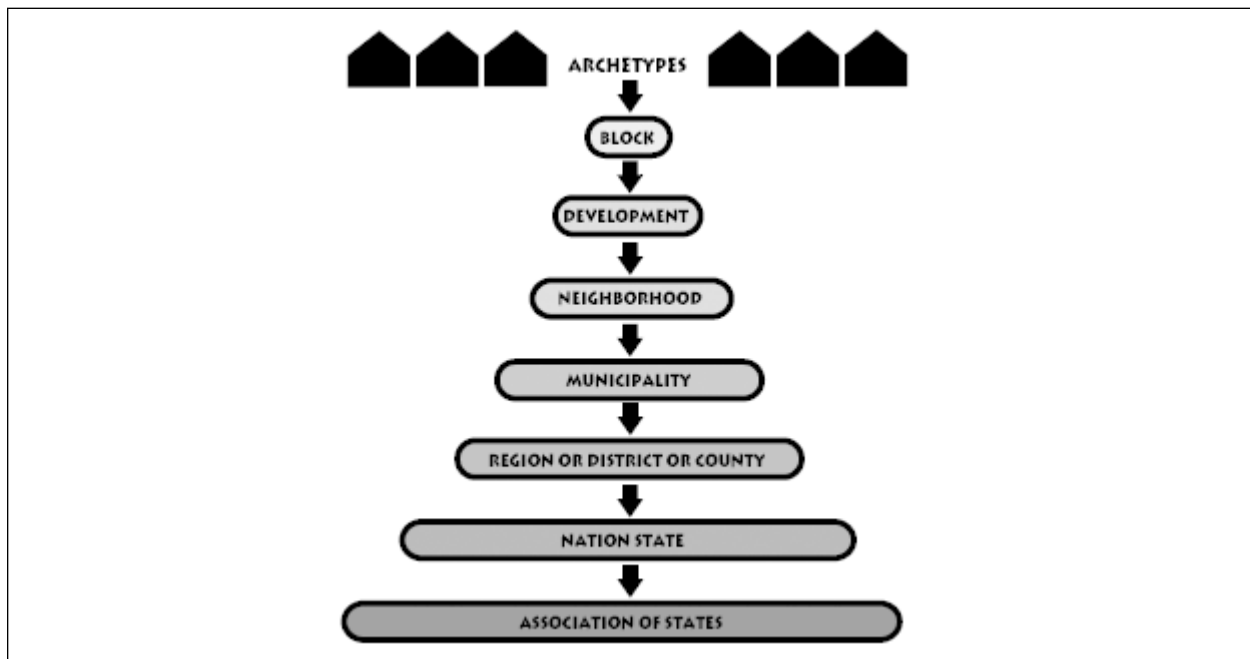 ARCHETYPES
BLOCK
DEVELOPMENT
NEIGHBORHOOD
MUNICIPALITY
REGION OR DISTRICT OR COUNTY
NATION STATE
ASSOCIATION OF STATES